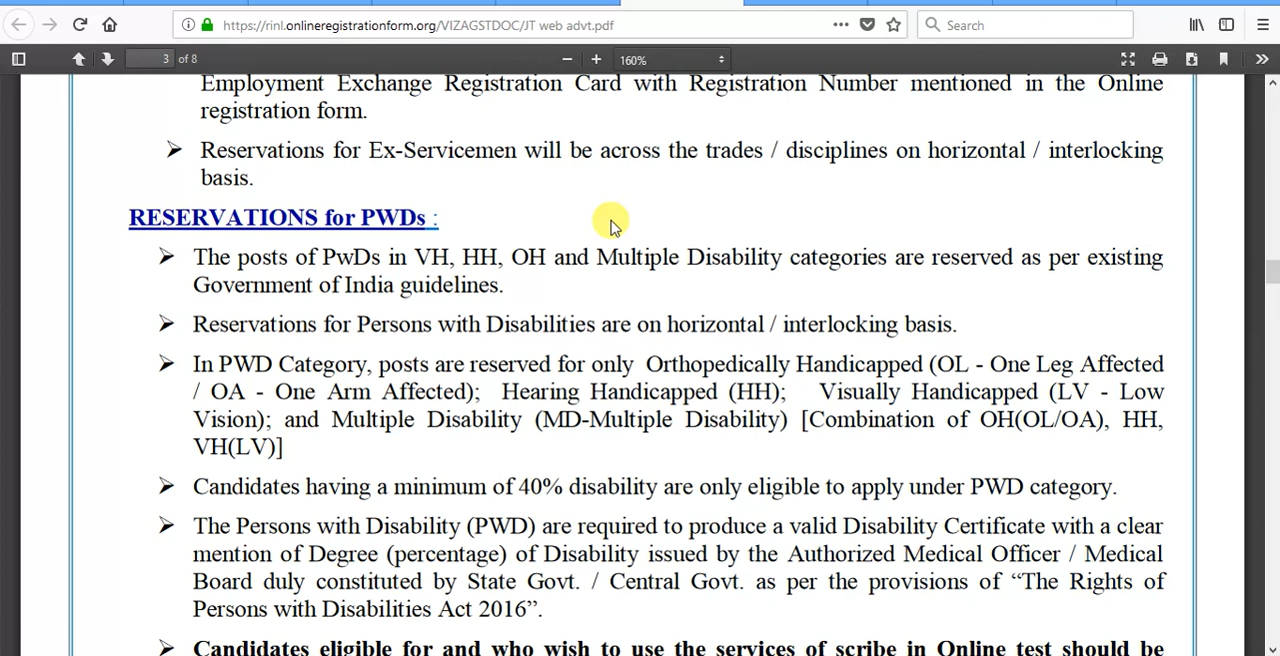 https://rinl.onlineregistrationform.org/VIZAGSTDOC/JT web advt.pdf
Search
3 of 8
160%
Employment Exchange Registration Card with Registration Number mentioned in the Online
registration form.
➢ Reservations for Ex-Servicemen will be across the trades / disciplines on horizontal / interlocking
basis.
RESERVATIONS for PWDs :
➢ The posts of PwDs in VH, HH, OH and Multiple Disability categories are reserved as per existing
Government of India guidelines.
➢ Reservations for Persons with Disabilities are on horizontal / interlocking basis.
➢ In PWD Category, posts are reserved for only Orthopedically Handicapped (OL - One Leg Affected
/ OA - One Arm Affected); Hearing Handicapped (HH); Visually Handicapped (LV - Low
Vision); and Multiple Disability (MD-Multiple Disability) [Combination of OH(OL/OA), HH,
VH(LV)]
➢ Candidates having a minimum of 40% disability are only eligible to apply under PWD category.
➢ The Persons with Disability (PWD) are required to produce a valid Disability Certificate with a clear
mention of Degree (percentage) of Disability issued by the Authorized Medical Officer / Medical
Board duly constituted by State Govt. / Central Govt. as per the provisions of “The Rights of
Persons with Disabilities Act 2016”.
➢ Candidates eligible for and who wish to use the services of scribe in Online test should be